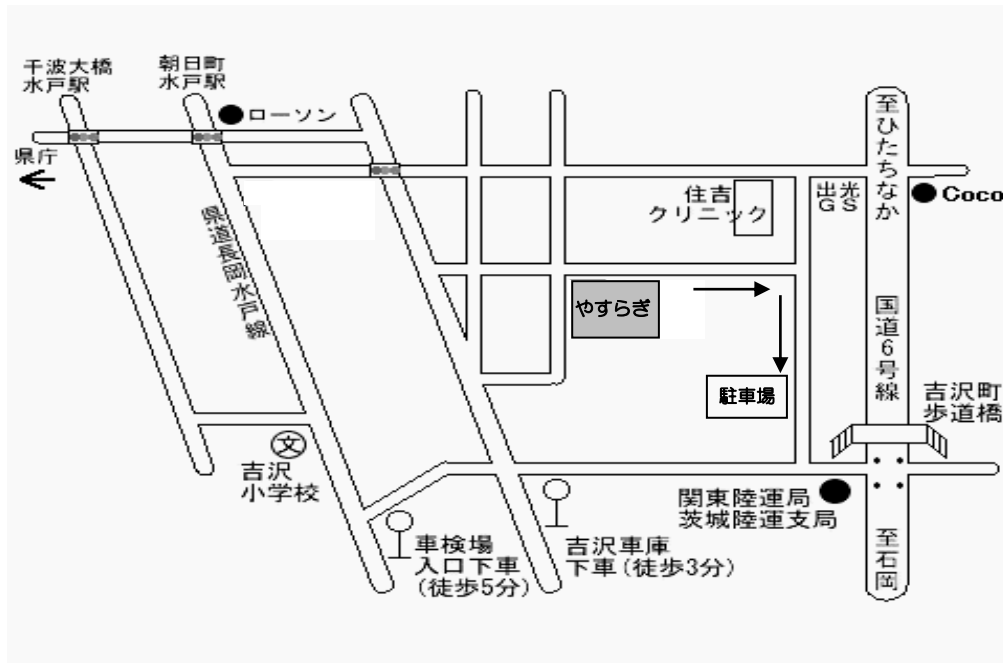 千波大橋
水戸駅
朝日町
水戸駅
ローソン
県庁
至ひたちなか
住吉
クリニック
出光
GS
Coco
県道長岡水戸線
やすらぎ
国道6号線
駐車場
吉沢町
歩道橋
文
吉沢
小学校
関東陸運局
茨城陸運支局
車検場
入口下車
(徒歩5分)
吉沢車庫
下車(徒歩3分)
至石岡